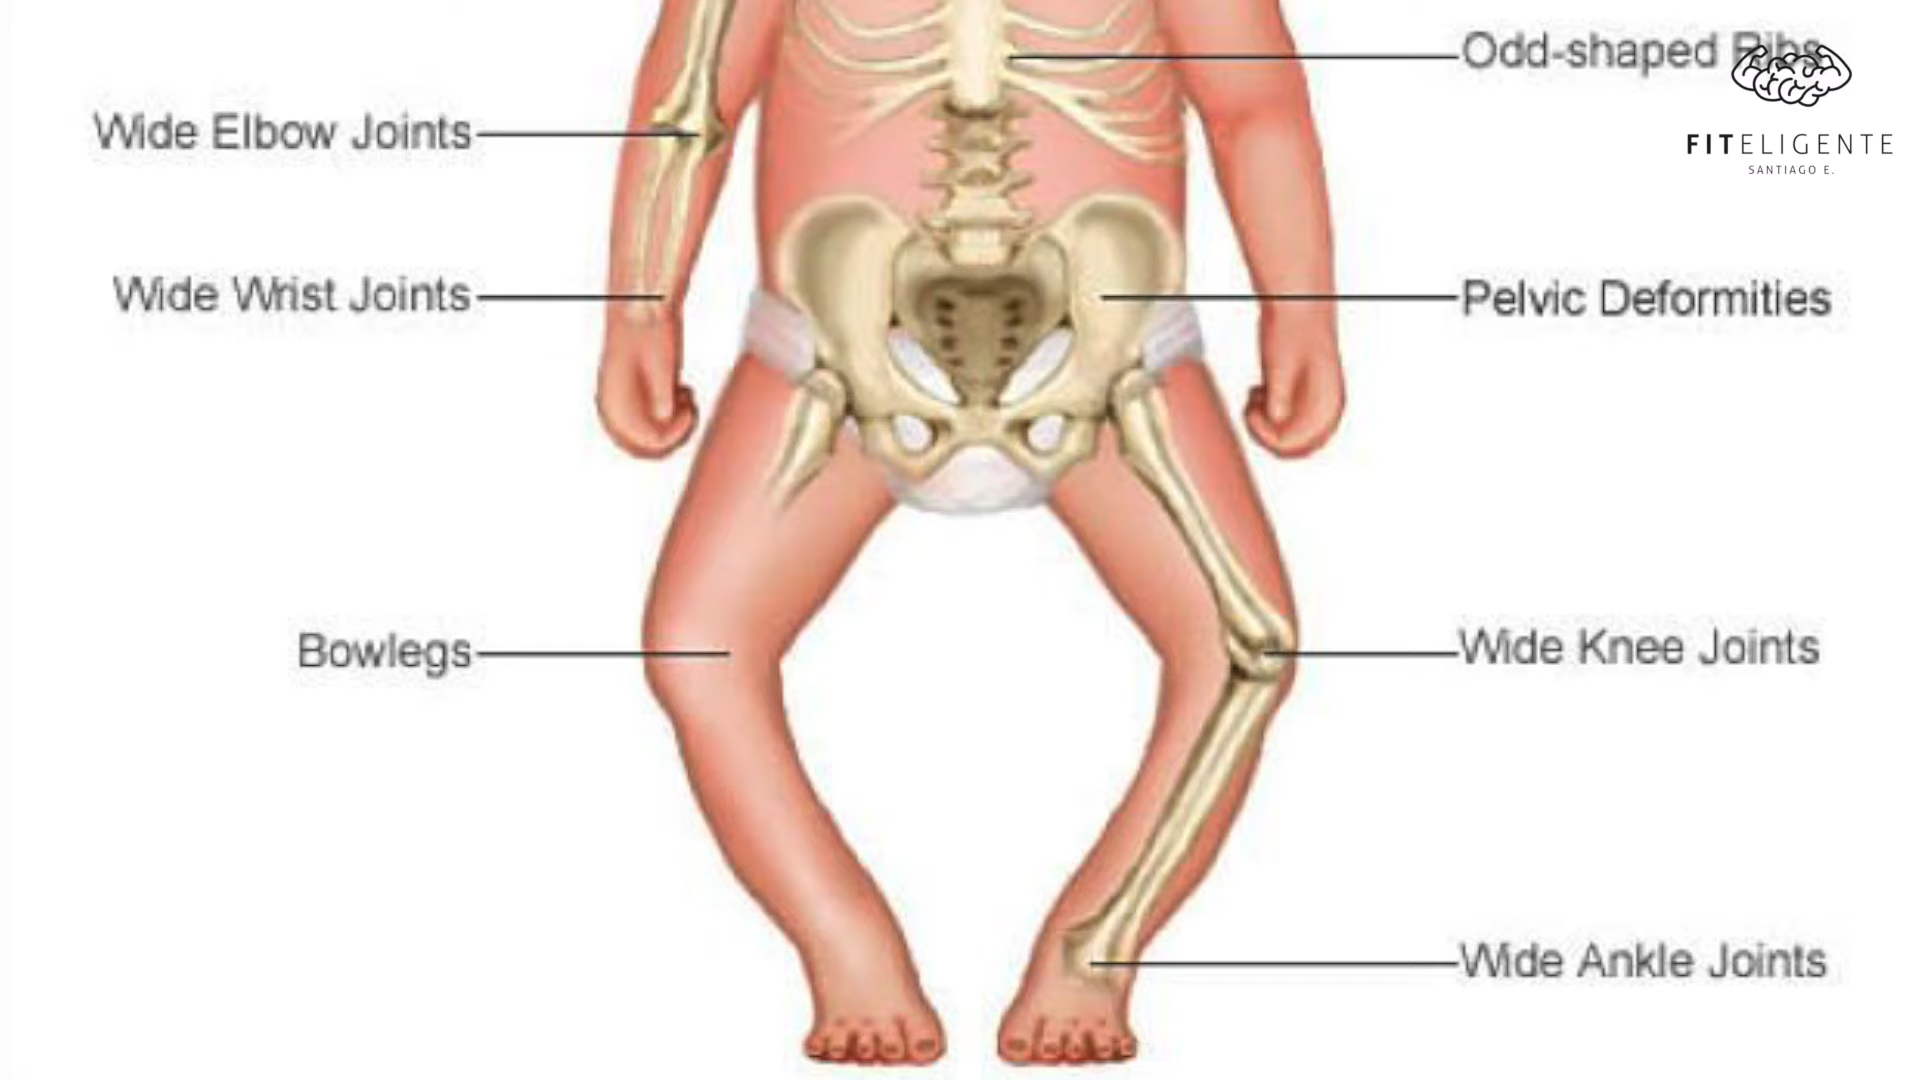 Odd-shaped Ribs
Wide Elbow Joints
FITELIGENTE
SANTIAGO E.
Wide Wrist Joints
Pelvic Deformities
Bowlegs
Wide Knee Joints
Wide Ankle Joints